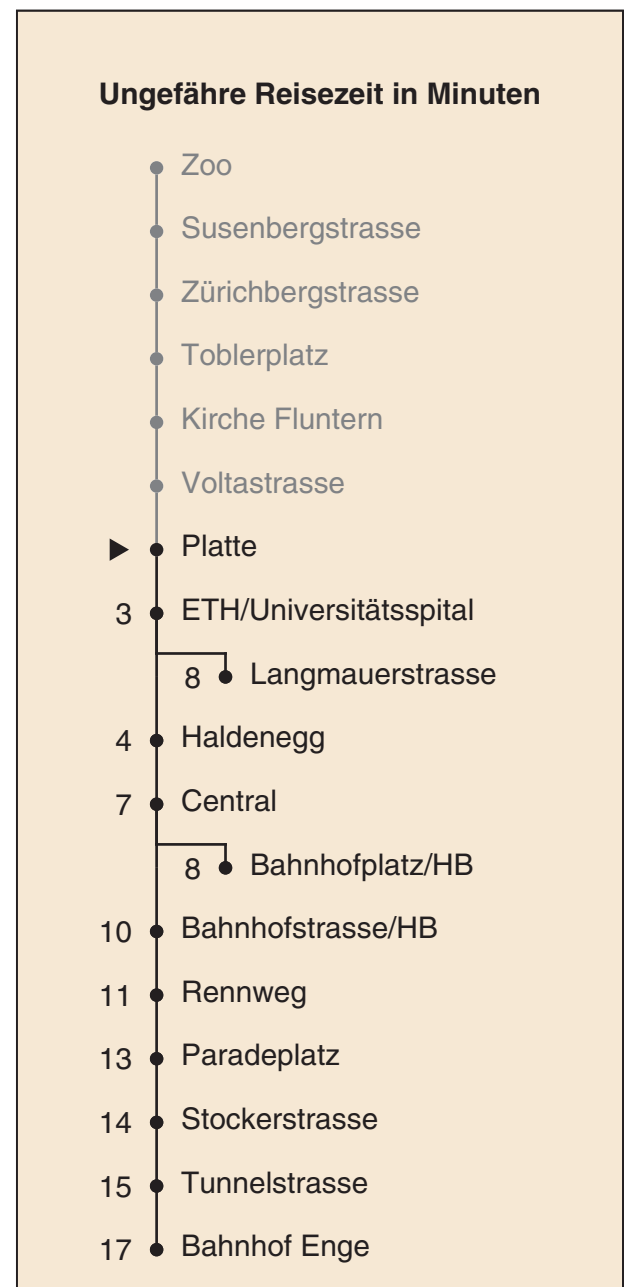 Ungefähre Reisezeit in Minuten
Zoo
Susenbergstrasse
Zürichbergstrasse
Toblerplatz
Kirche Fluntern
Voltastrasse
Platte
3 ETH/Universitätsspital
8 Langmauerstrasse
4 Haldenegg
7 Central
8 Bahnhofplatz/HB
10 Bahnhofstrasse/HB
11 Rennweg
13 Paradeplatz
14 Stockerstrasse
15 Tunnelstrasse
17 Bahnhof Enge